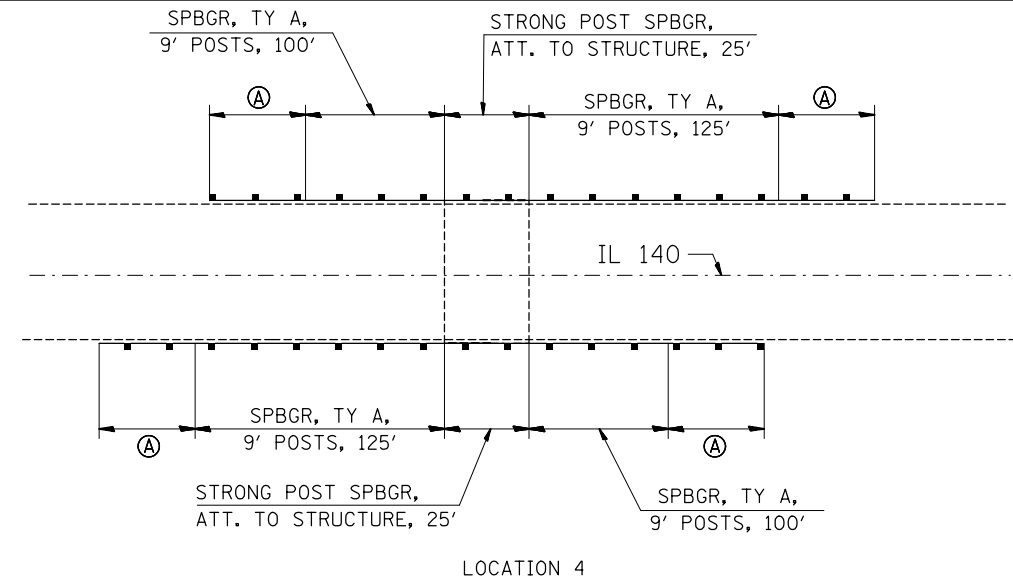 SPBGR, TY A,
9' POSTS, 100'
STRONG POST SPBGR,
ATT. TO STRUCTURE, 25'
A
SPBGR, TY A,
9' POSTS, 125'
A
IL 140
SPBGR, TY A,
9' POSTS, 125'
A
A
STRONG POST SPBGR,
ATT. TO STRUCTURE, 25'
SPBGR, TY A,
9' POSTS, 100'
LOCATION 4